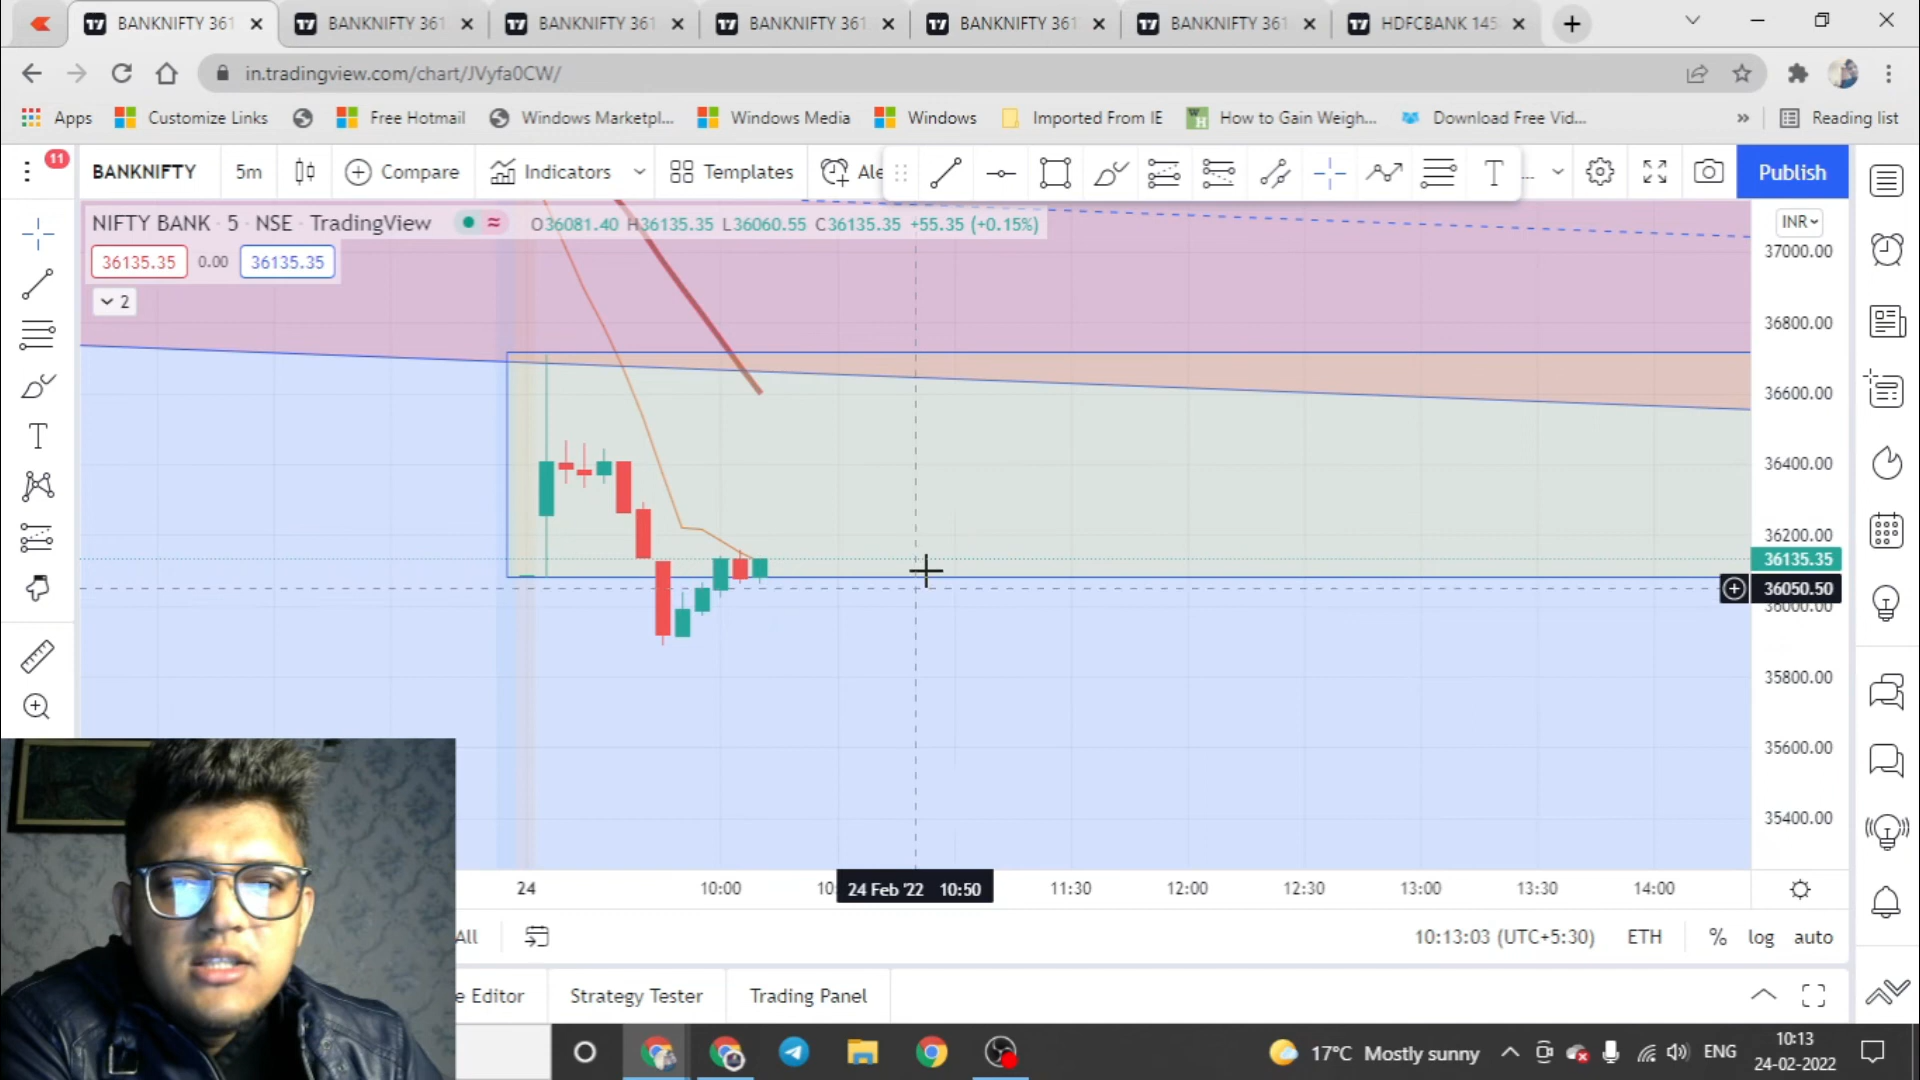 BANKNIFTY 361
BANKNIFTY 361
BANKNIFTY 361
BANKNIFTY 361
BANKNIFTY 361
BANKNIFTY 361
HDFCBANK 145
in.tradingview.com/chart/JVyfa0CW/
Apps
Customize Links
Free Hotmail
Windows Marketpl...
Windows Media
Windows
Imported From IE
How to Gain Weigh...
Download Free Vid...
»
Reading list
11
BANKNIFTY
5m
Compare
Indicators
Templates
Ale
T
...
Publish
NIFTY BANK · 5 · NSE · TradingView
O36081.40 H36135.35 L36060.55 C36135.35 +55.35 (+0.15%)
INR
36135.35
0.00
36135.35
2
37000.00
36800.00
36600.00
36400.00
36200.00
36135.35
36050.50
36000.00
35800.00
35600.00
35400.00
24
10:00
10:
24 Feb '22 10:50
11:30
12:00
12:30
13:00
13:30
14:00
All
10:13:03 (UTC+5:30)
ETH
%
log
auto
e Editor
Strategy Tester
Trading Panel
17°C Mostly sunny
ENG
10:13
24-02-2022